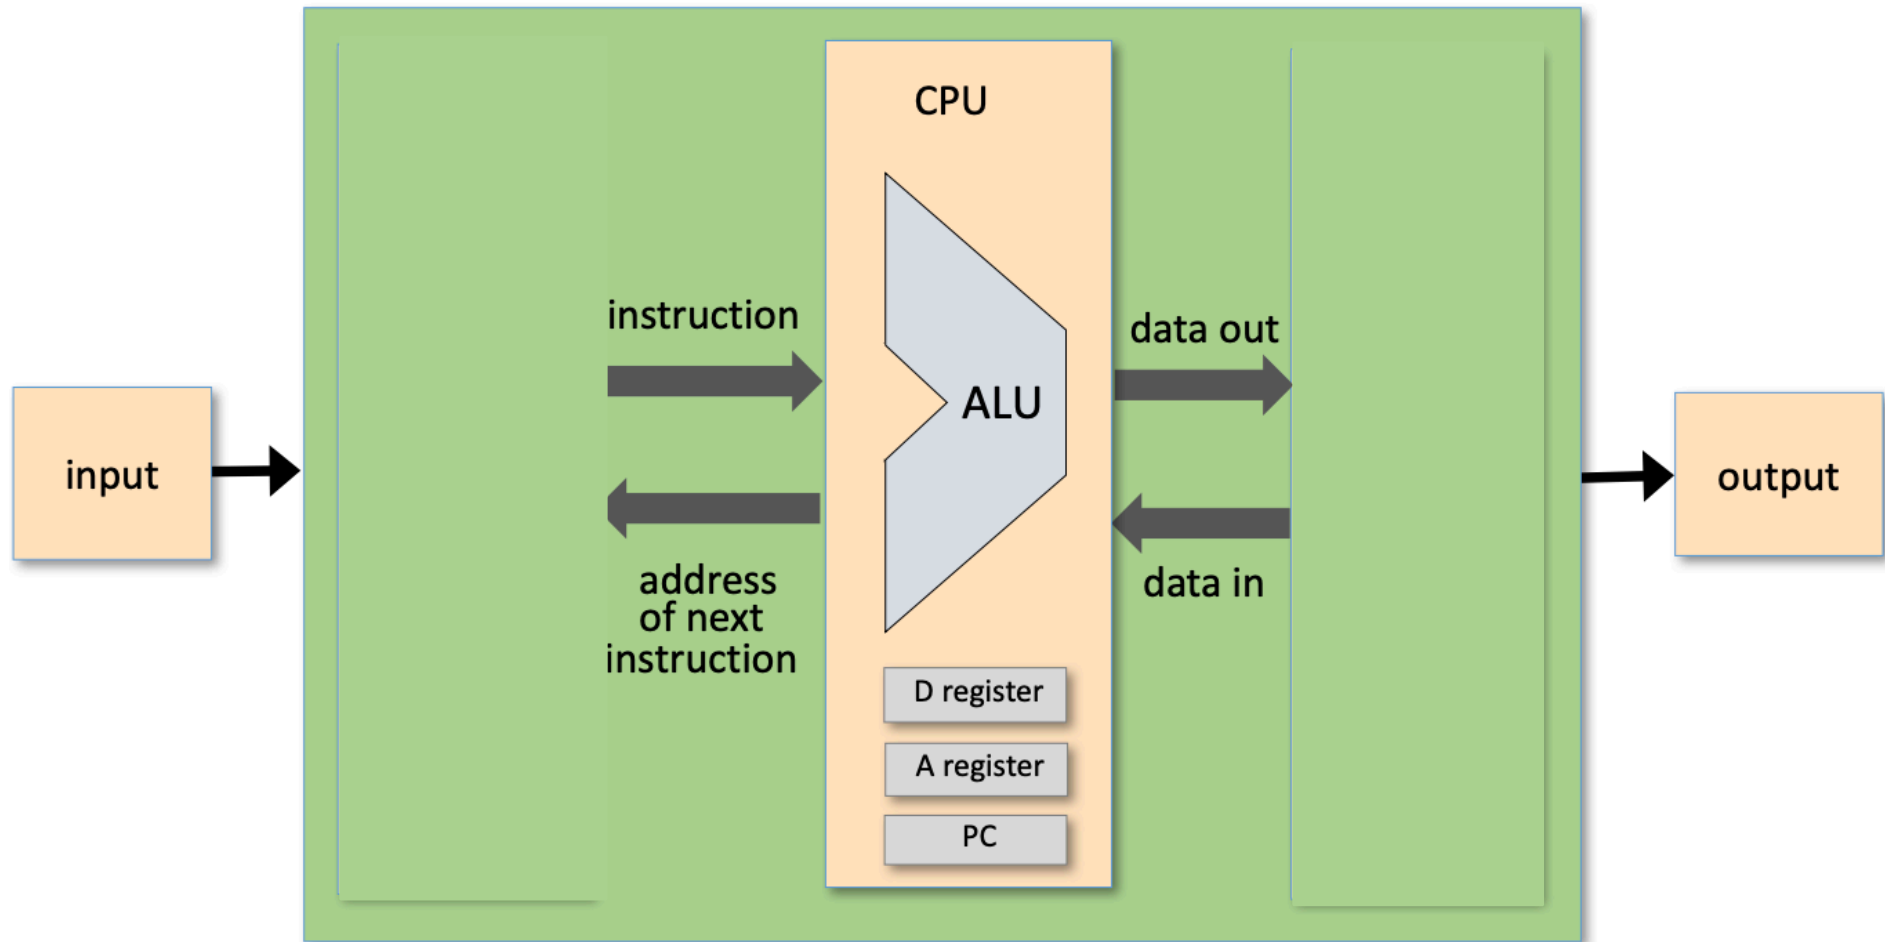 CPU
instruction
data out
ALU
input
output
address
of next
instruction
data in
D register
A register
PC